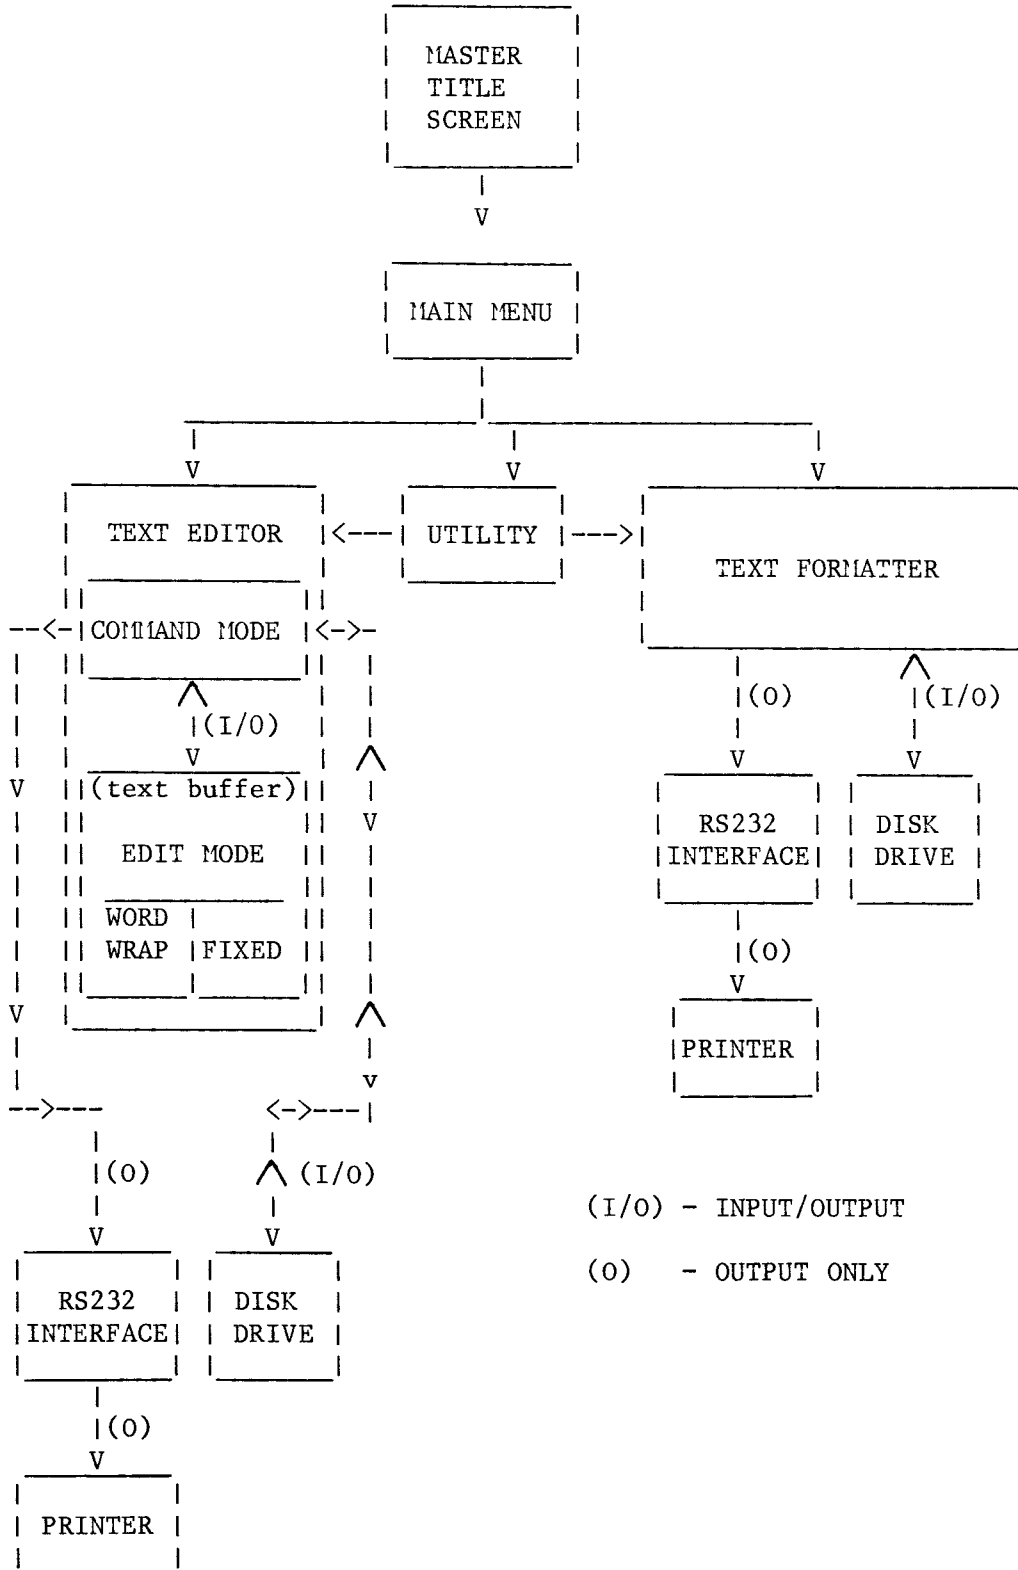 MASTER
TITLE
SCREEN
V
MAIN MENU
V V V
TEXT EDITOR <---| UTILITY |--->
TEXT FORMATTER
--<-|COMMAND MODE |<->-
(I/O)
(O)
(I/O)
V
V
V
V
(text buffer)
V
V
EDIT MODE
RS232
INTERFACE
DISK
DRIVE
WORD
WRAP
FIXED
(O)
V
V
PRINTER
v
-->---
<->---|
(O)
(I/O)
V
V
(I/O) - INPUT/OUTPUT
(O) - OUTPUT ONLY
RS232
INTERFACE
DISK
DRIVE
(O)
V
PRINTER